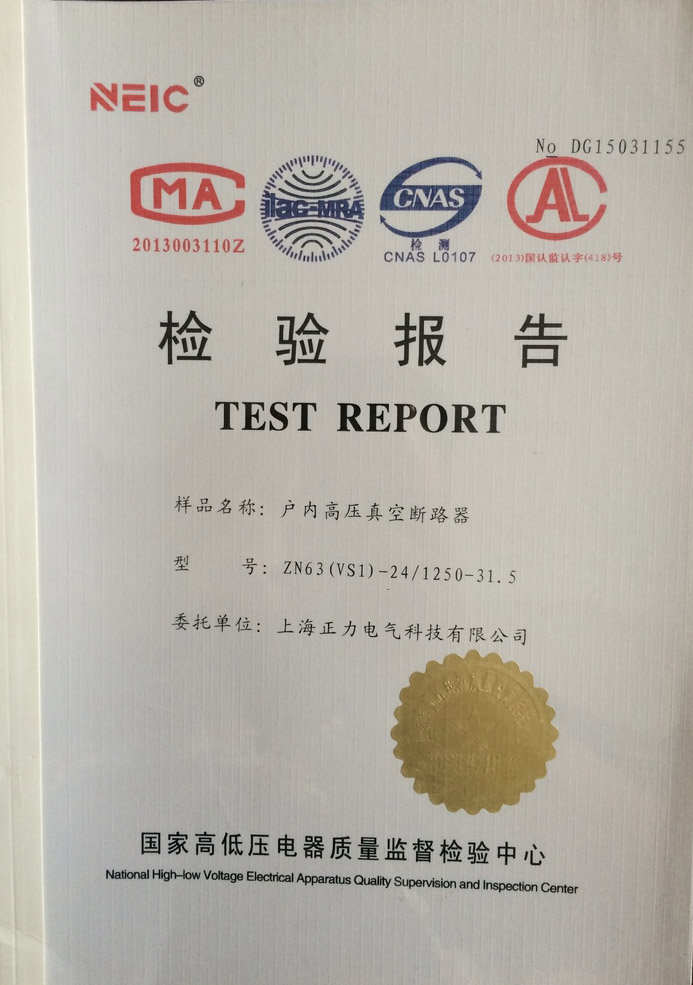 NEIC®
No DG15031155
MA
ilac-MRA
CNAS
AL
2013003110Z
检 测
CNAS L0107
(2013)国认监认字(418)号
检 验 报 告
TEST REPORT
样品名称: 户内高压真空断路器
型 号: ZN63(VS1)-24/1250-31.5
委托单位: 上海正力电气科技有限公司
国家高低压电器质量监督检验中心
National High-low Voltage Electrical Apparatus Quality Supervision and Inspection Center